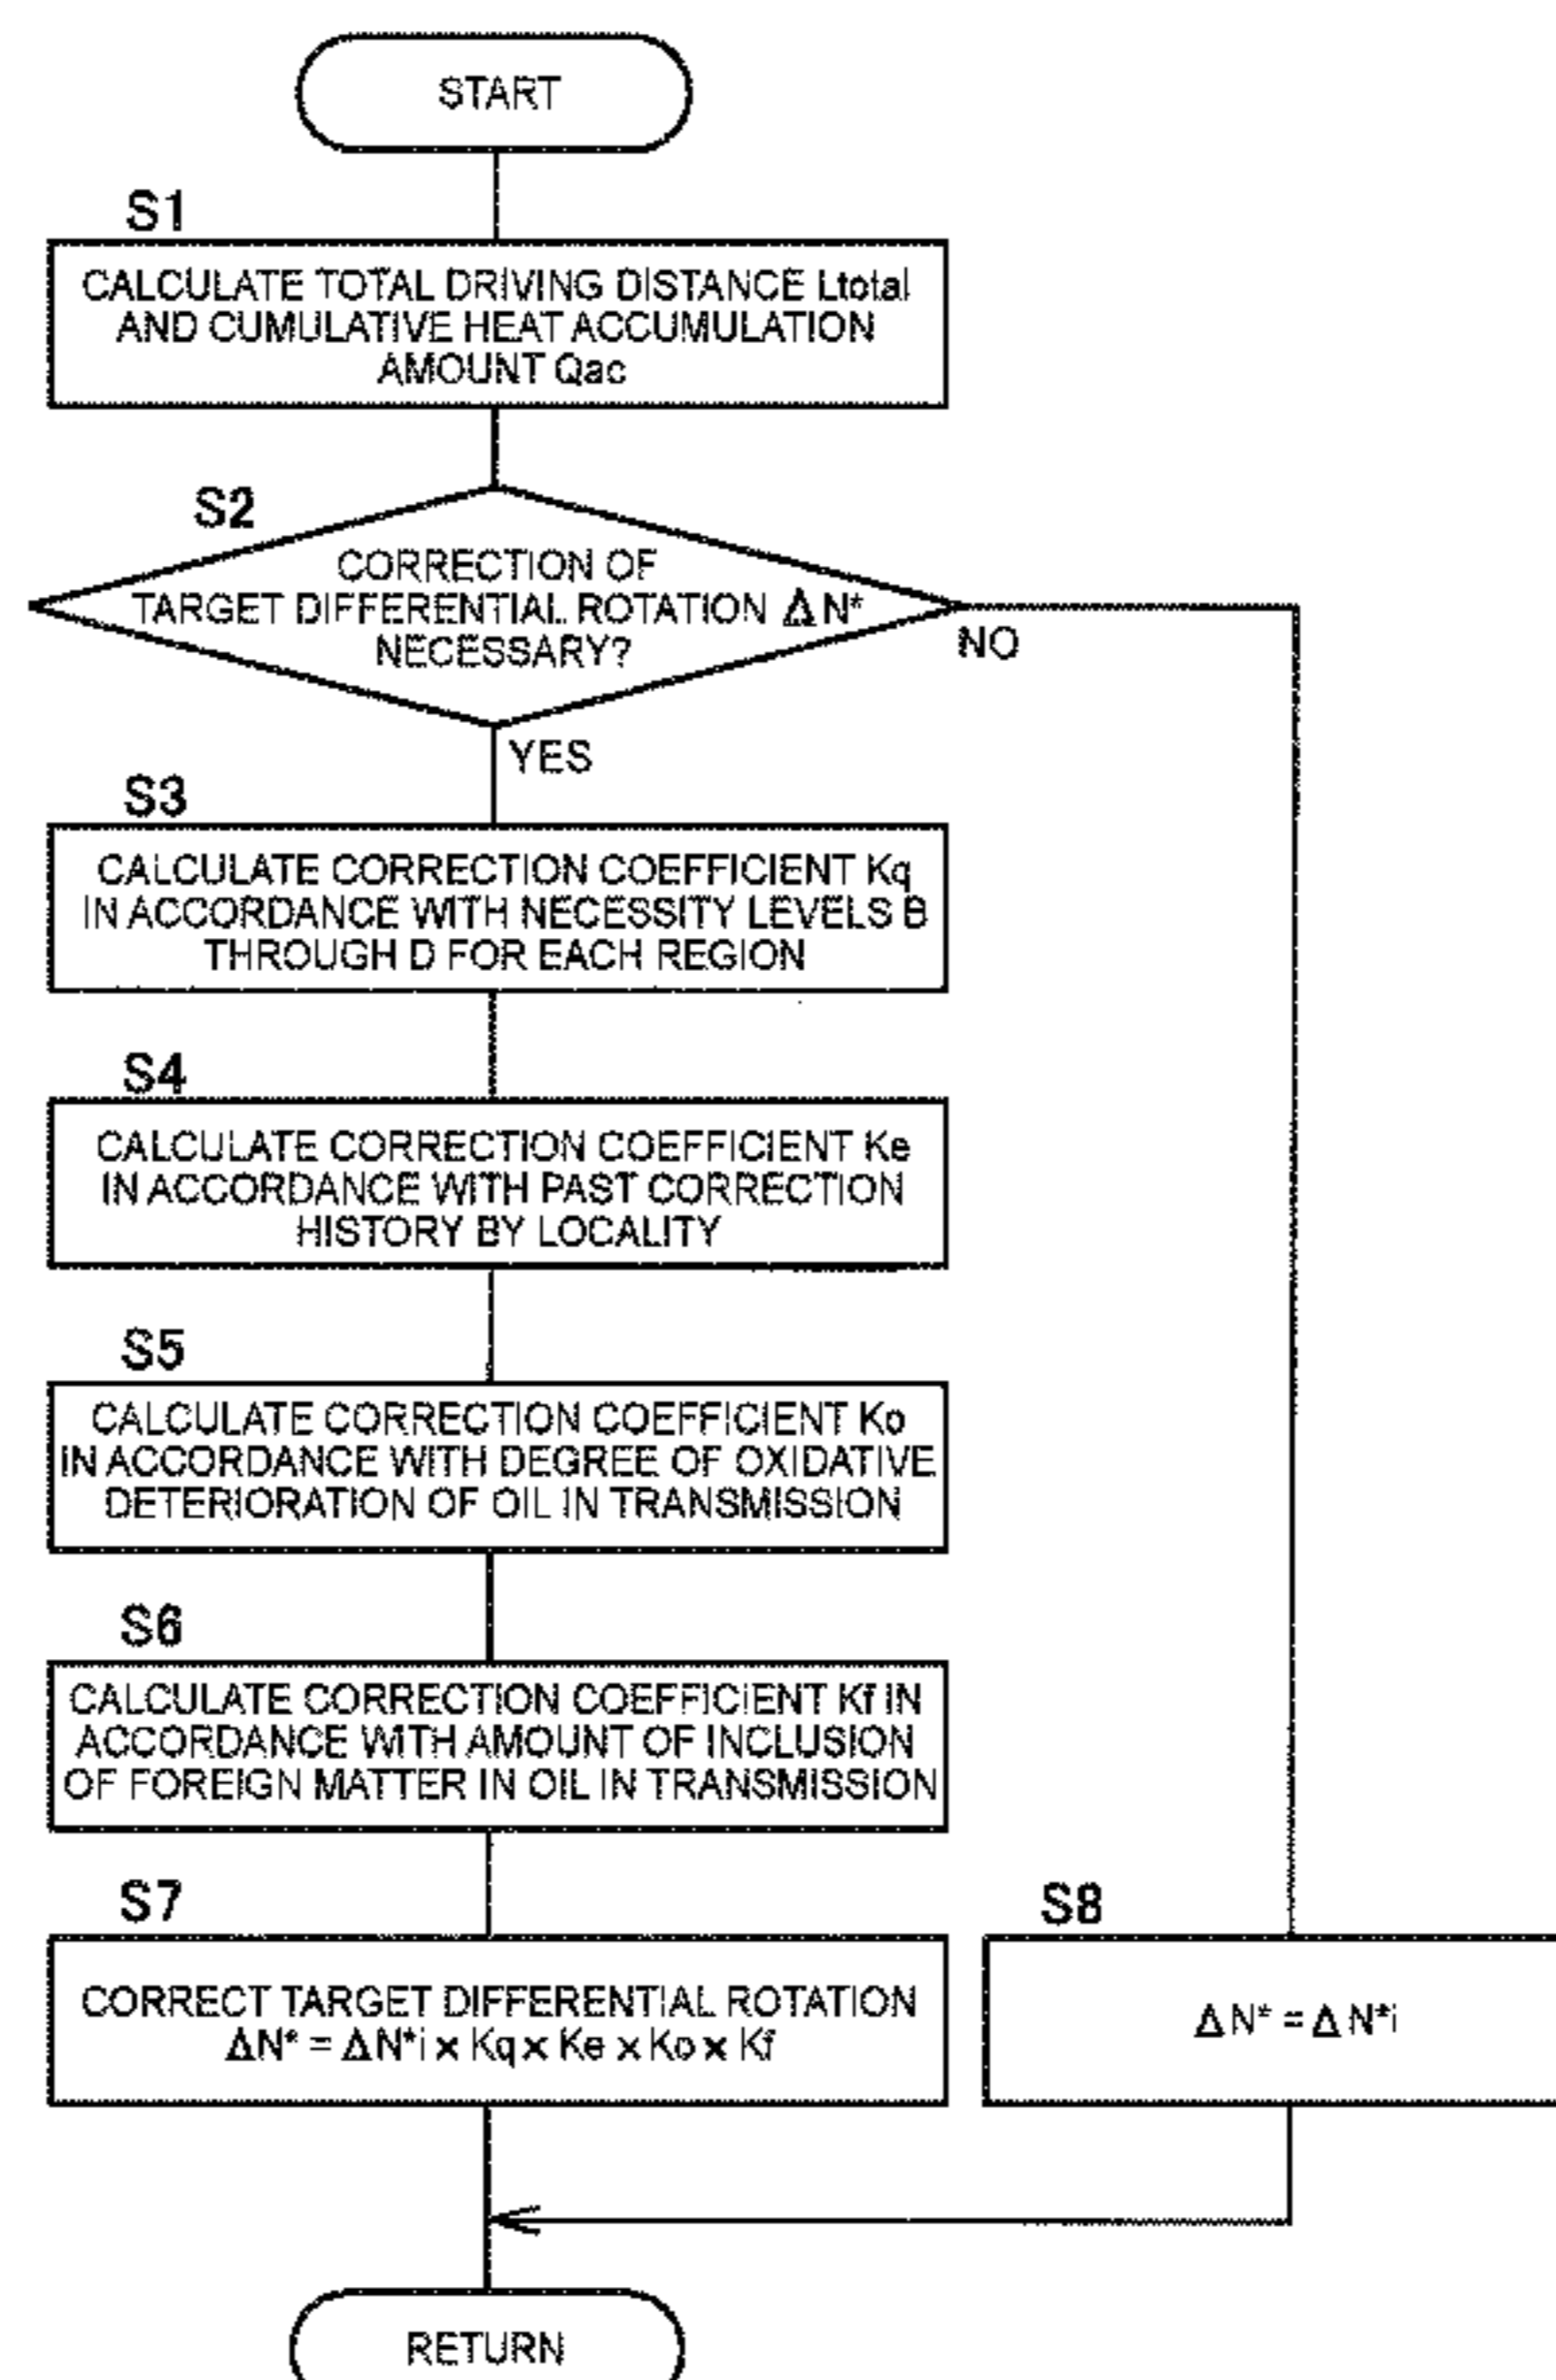 START
S1
CALCULATE TOTAL DRIVING DISTANCE Ltotal
AND CUMULATIVE HEAT ACCUMULATION
AMOUNT Qac
S2
CORRECTION OF
TARGET DIFFERENTIAL ROTATION ΔN*
NECESSARY?
NO
YES
S3
CALCULATE CORRECTION COEFFICIENT Kq
IN ACCORDANCE WITH NECESSITY LEVELS B
THROUGH D FOR EACH REGION
S4
CALCULATE CORRECTION COEFFICIENT Ke
IN ACCORDANCE WITH PAST CORRECTION
HISTORY BY LOCALITY
S5
CALCULATE CORRECTION COEFFICIENT Ko
IN ACCORDANCE WITH DEGREE OF OXIDATIVE
DETERIORATION OF OIL IN TRANSMISSION
S6
CALCULATE CORRECTION COEFFICIENT Kf IN
ACCORDANCE WITH AMOUNT OF INCLUSION
OF FOREIGN MATTER IN OIL IN TRANSMISSION
S7
CORRECT TARGET DIFFERENTIAL ROTATION
ΔN* = ΔN*i × Kq × Ke × Ko × Kf
S8
ΔN* = ΔN*i
RETURN